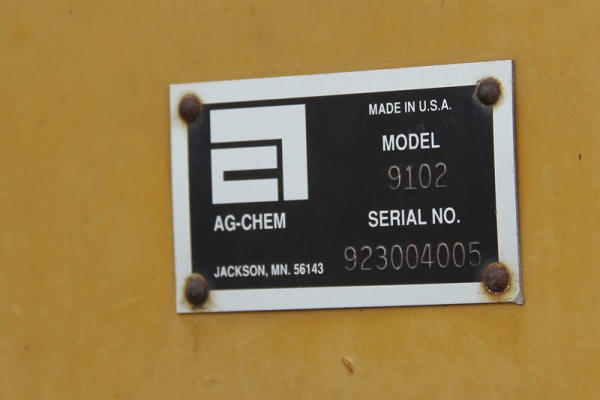 MADE IN U.S.A.
MODEL
9102
AG-CHEM
SERIAL NO.
JACKSON, MN. 56143
923004005